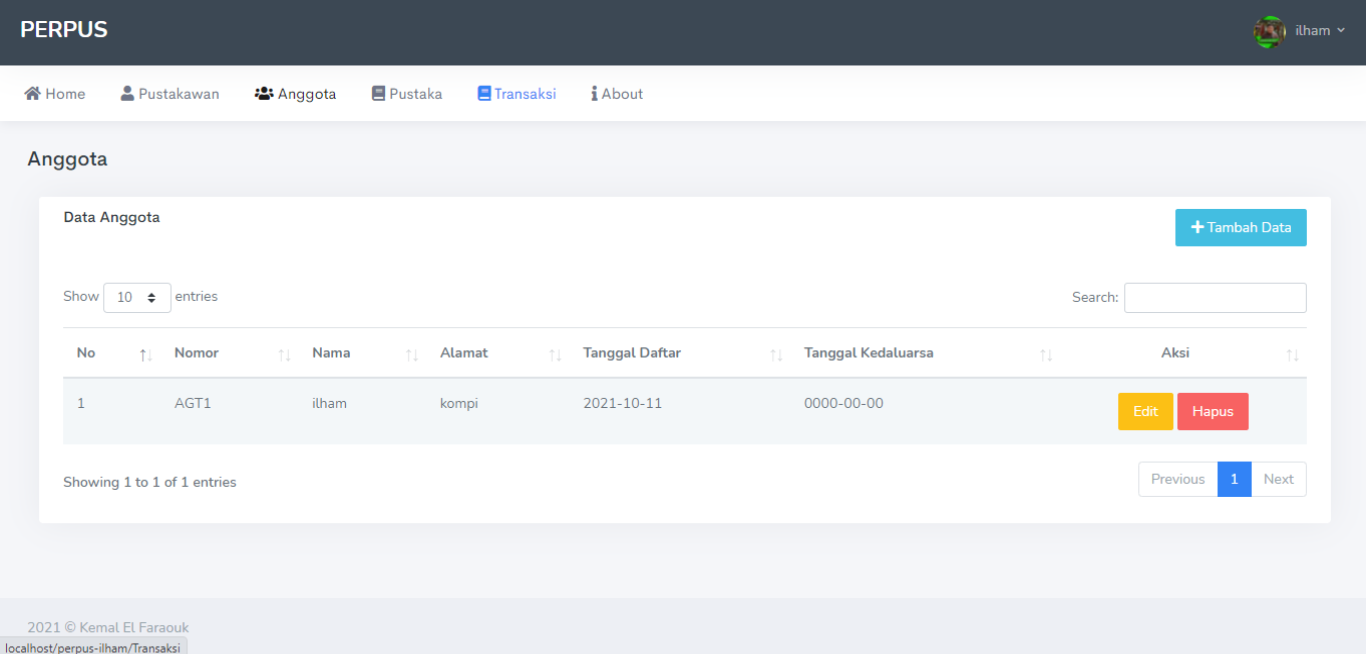 PERPUS
ilham
Home Pustakawan Anggota Pustaka Transaksi About
Anggota
Data Anggota
Tambah Data
Show 10 entries
Search:
No Nomor Nama Alamat Tanggal Daftar Tanggal Kedaluarsa Aksi
1 AGT1 ilham kompi 2021-10-11 0000-00-00 Edit Hapus
Showing 1 to 1 of 1 entries
Previous 1 Next
2021 © Kemal El Faraouk
localhost/perpus-ilham/Transaksi